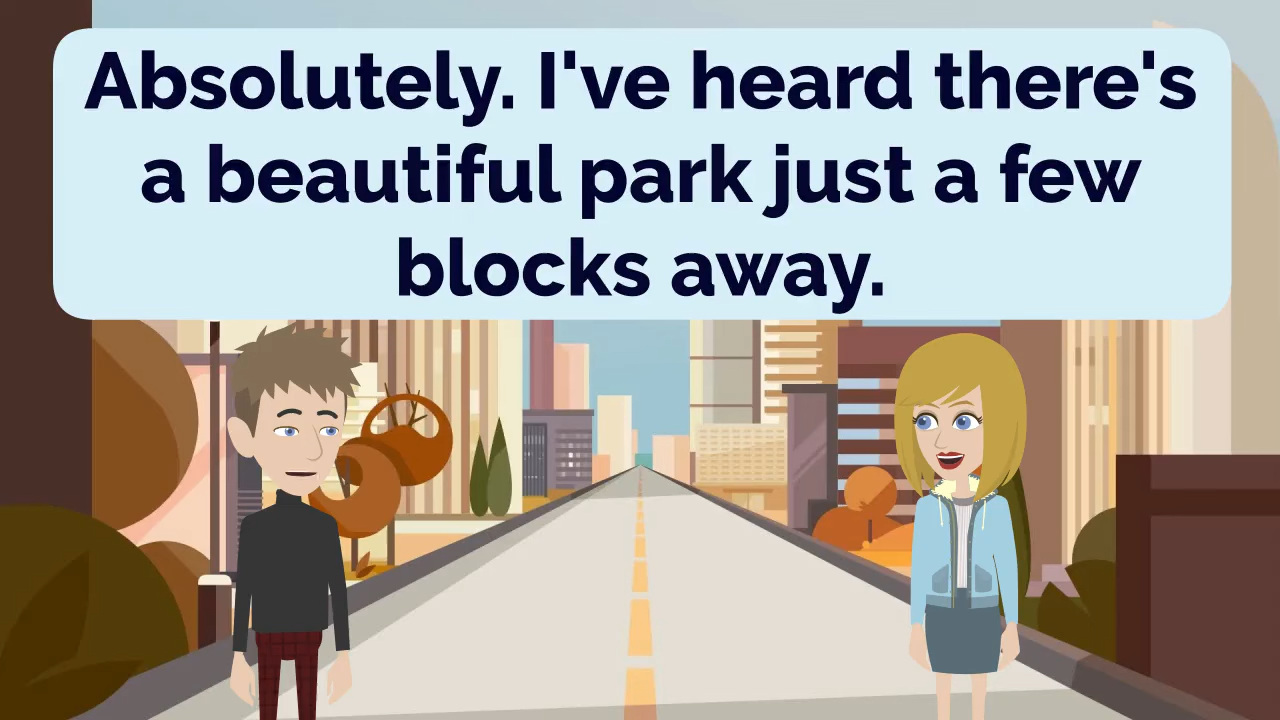 Absolutely. I've heard there's
a beautiful park just a few
blocks away.